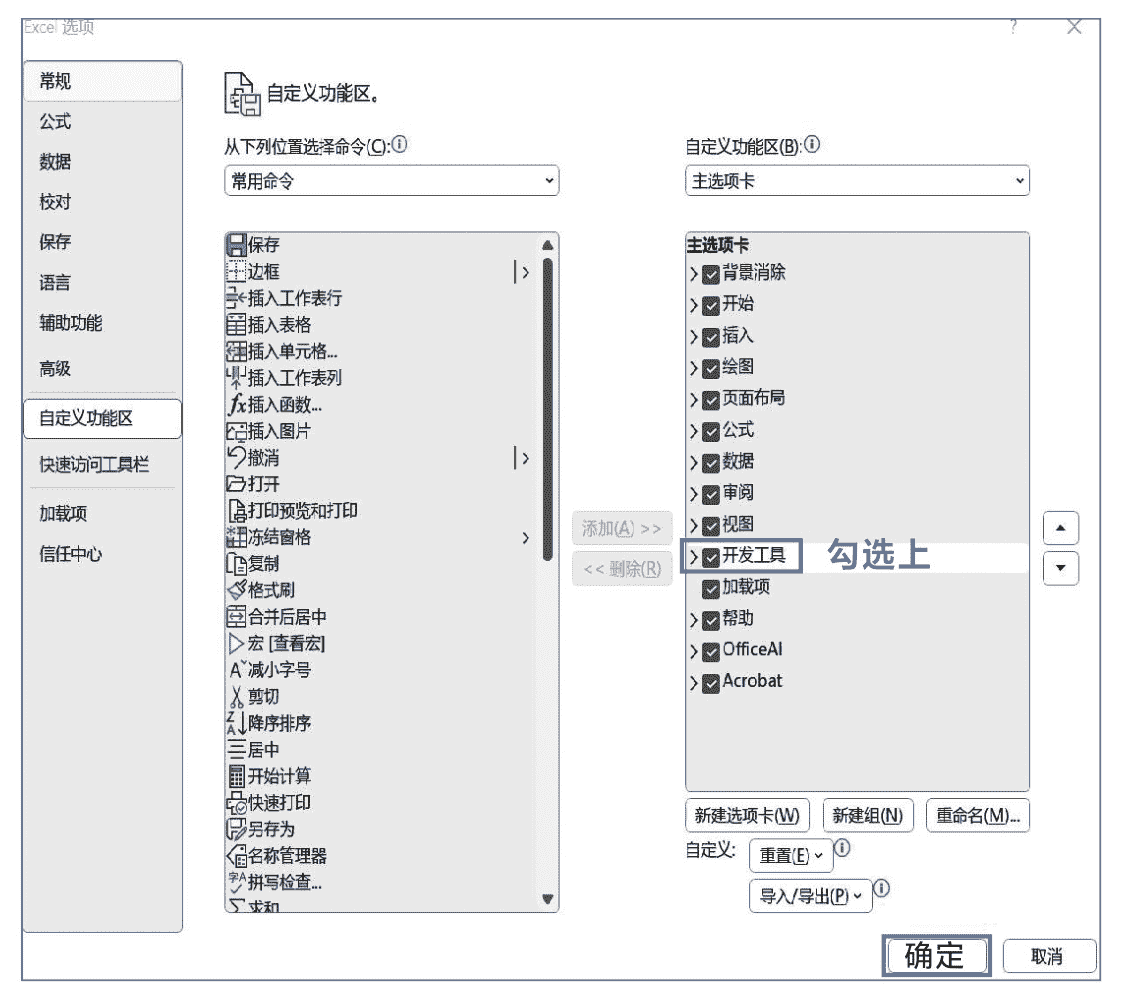 Excel 选项
?
常规
公式
数据
校对
保存
语言
辅助功能
高级
自定义功能区
快速访问工具栏
加载项
信任中心
自定义功能区。
从下列位置选择命令(C):
常用命令
保存
边框
插入工作表行
插入表格
插入单元格...
插入工作表列
fx插入函数...
插入图片
撤消
打开
打印预览和打印
冻结窗格
复制
格式刷
合并后居中
宏 [查看宏]
减小字号
剪切
降序排序
居中
开始计算
快速打印
另存为
名称管理器
拼写检查...
求和
添加(A) >>
<< 删除(R)
自定义功能区(B):
主选项卡
主选项卡
背景消除
开始
插入
绘图
页面布局
公式
数据
审阅
视图
开发工具 勾选上
加载项
帮助
OfficeAI
Acrobat
新建选项卡(W) 新建组(N) 重命名(M)...
自定义: 重置(E)
导入/导出(P)
确定 取消